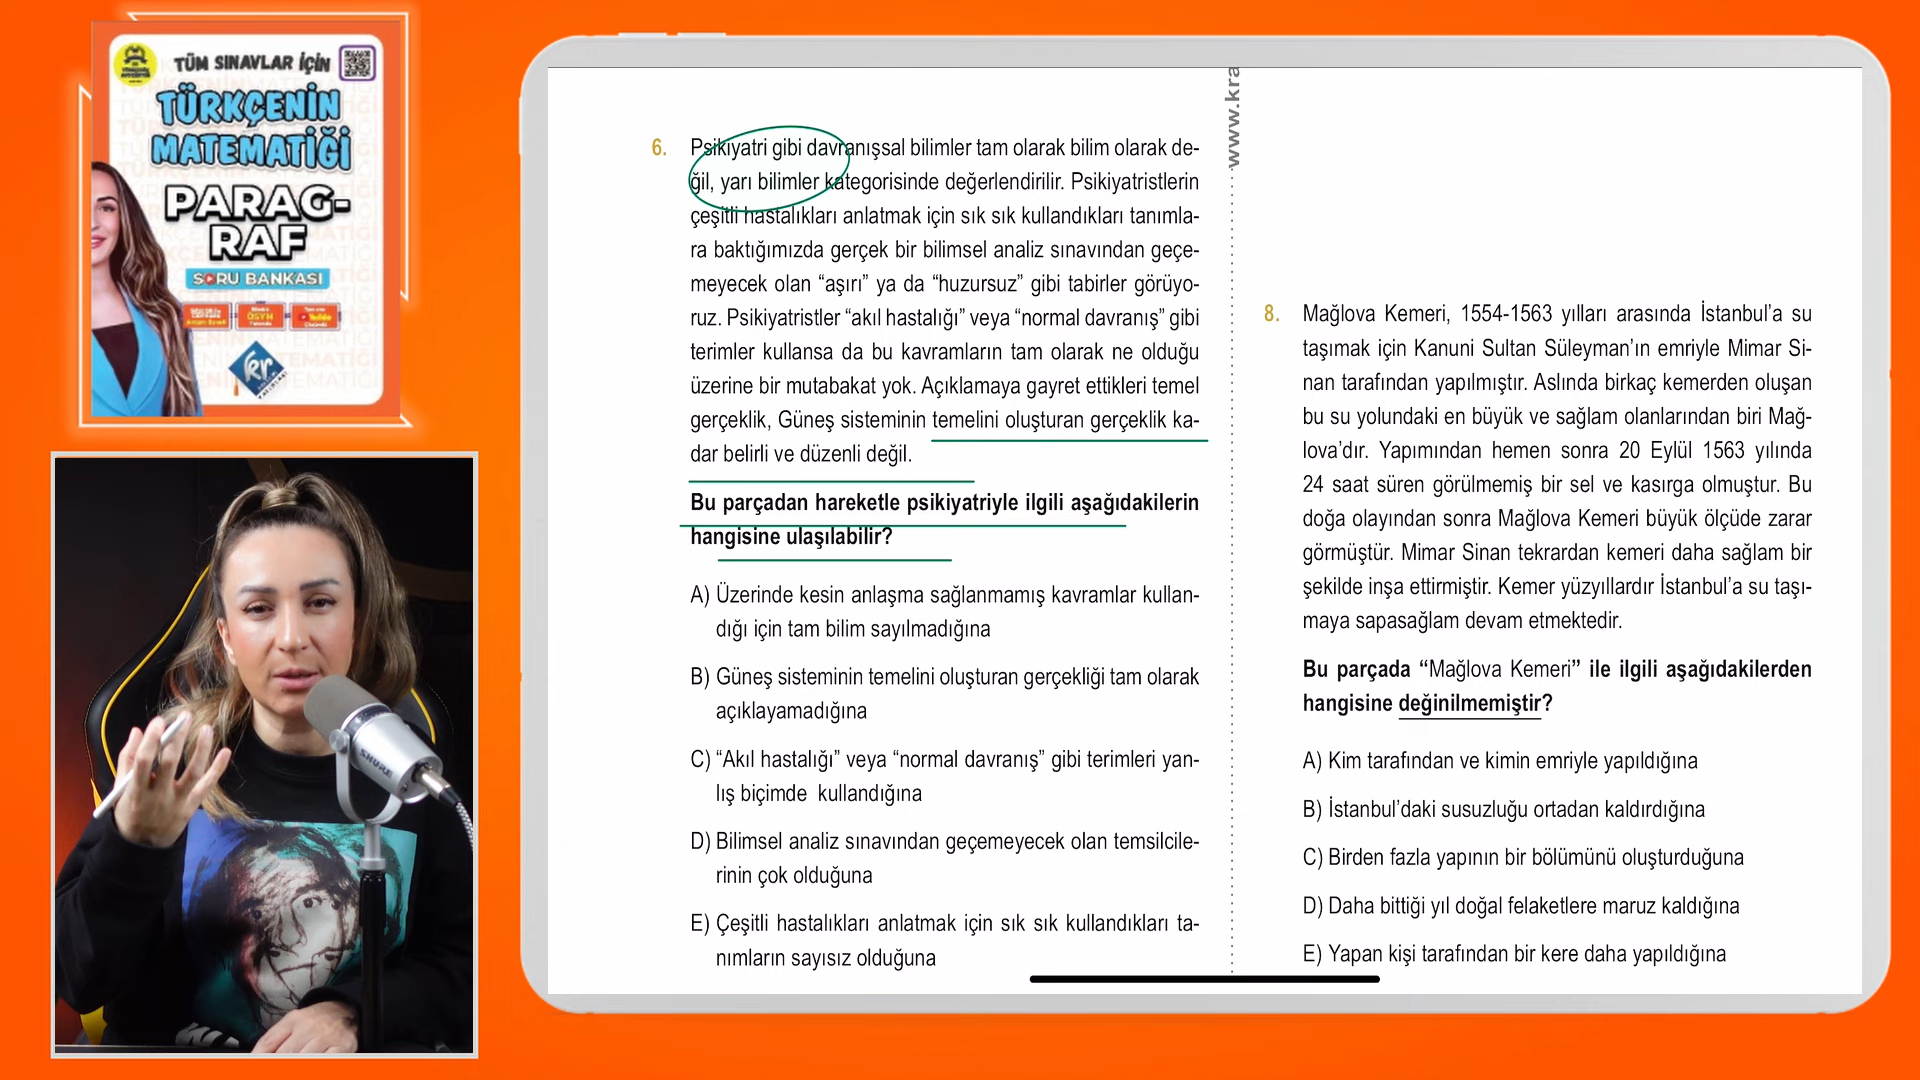 TÜM SINAVLAR İÇİN
TÜRKÇENİN
MATEMATİĞİ
PARAG-
RAF
SORU BANKASI
ÖSYM
YouTube
SHURE
www.kra
6. Psikiyatri gibi davranışsal bilimler tam olarak bilim olarak de-
ğil, yarı bilimler kategorisinde değerlendirilir. Psikiyatristlerin
çeşitli hastalıkları anlatmak için sık sık kullandıkları tanımla-
ra baktığımızda gerçek bir bilimsel analiz sınavından geçe-
meyecek olan “aşırı” ya da “huzursuz” gibi tabirler görüyo-
ruz. Psikiyatristler “akıl hastalığı” veya “normal davranış” gibi
terimler kullansa da bu kavramların tam olarak ne olduğu
üzerine bir mutabakat yok. Açıklamaya gayret ettikleri temel
gerçeklik, Güneş sisteminin temelini oluşturan gerçeklik ka-
dar belirli ve düzenli değil.
Bu parçadan hareketle psikiyatriyle ilgili aşağıdakilerin
hangisine ulaşılabilir?
A) Üzerinde kesin anlaşma sağlanmamış kavramlar kullan-
dığı için tam bilim sayılmadığına
B) Güneş sisteminin temelini oluşturan gerçekliği tam olarak
açıklayamadığına
C) “Akıl hastalığı” veya “normal davranış” gibi terimleri yan-
lış biçimde kullandığına
D) Bilimsel analiz sınavından geçemeyecek olan temsilcile-
rinin çok olduğuna
E) Çeşitli hastalıkları anlatmak için sık sık kullandıkları ta-
nımların sayısız olduğuna
8. Mağlova Kemeri, 1554-1563 yılları arasında İstanbul’a su
taşımak için Kanuni Sultan Süleyman’ın emriyle Mimar Si-
nan tarafından yapılmıştır. Aslında birkaç kemerden oluşan
bu su yolundaki en büyük ve sağlam olanlarından biri Mağ-
lova’dır. Yapımından hemen sonra 20 Eylül 1563 yılında
24 saat süren görülmemiş bir sel ve kasırga olmuştur. Bu
doğa olayından sonra Mağlova Kemeri büyük ölçüde zarar
görmüştür. Mimar Sinan tekrardan kemeri daha sağlam bir
şekilde inşa ettirmiştir. Kemer yüzyıllardır İstanbul’a su taşı-
maya sapasağlam devam etmektedir.
Bu parçada “Mağlova Kemeri” ile ilgili aşağıdakilerden
hangisine değinilmemiştir?
A) Kim tarafından ve kimin emriyle yapıldığına
B) İstanbul’daki susuzluğu ortadan kaldırdığına
C) Birden fazla yapının bir bölümünü oluşturduğuna
D) Daha bittiği yıl doğal felaketlere maruz kaldığına
E) Yapan kişi tarafından bir kere daha yapıldığına